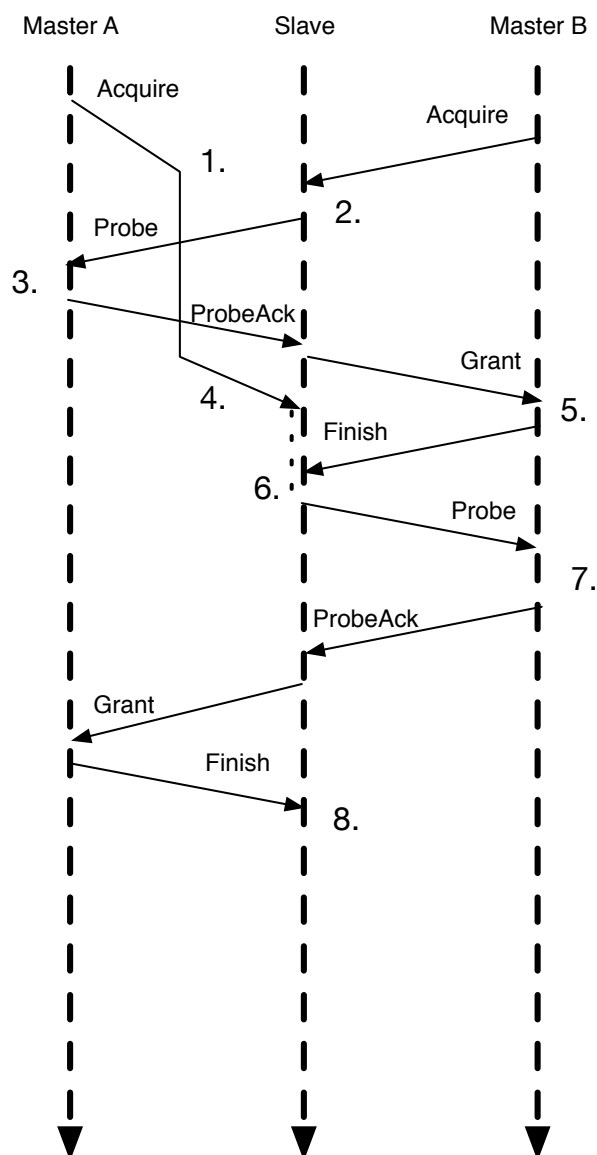 Master A Slave Master B
Acquire
Acquire
1.
2.
Probe
3.
ProbeAck
Grant
4.
5.
Finish
6.
Probe
7.
ProbeAck
Grant
Finish
8.